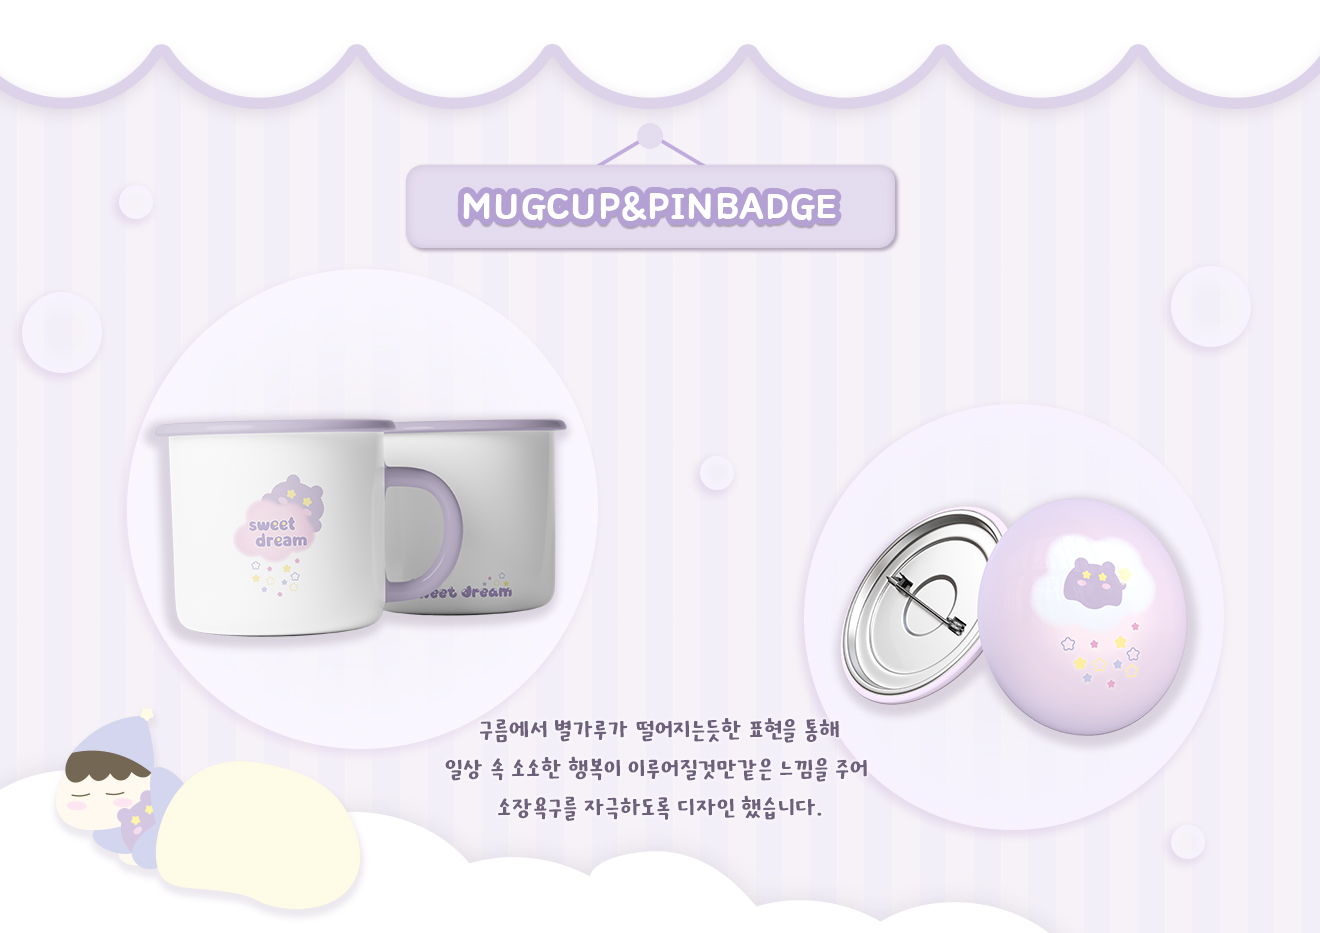 MUGCUP&PINBADGE
sweet
dream
dream
구름에서 별가루가 떨어지는듯한 표현을 통해
일상 속 소소한 행복이 이루어질것만같은 느낌을 주어
소장욕구를 자극하도록 디자인 했습니다.